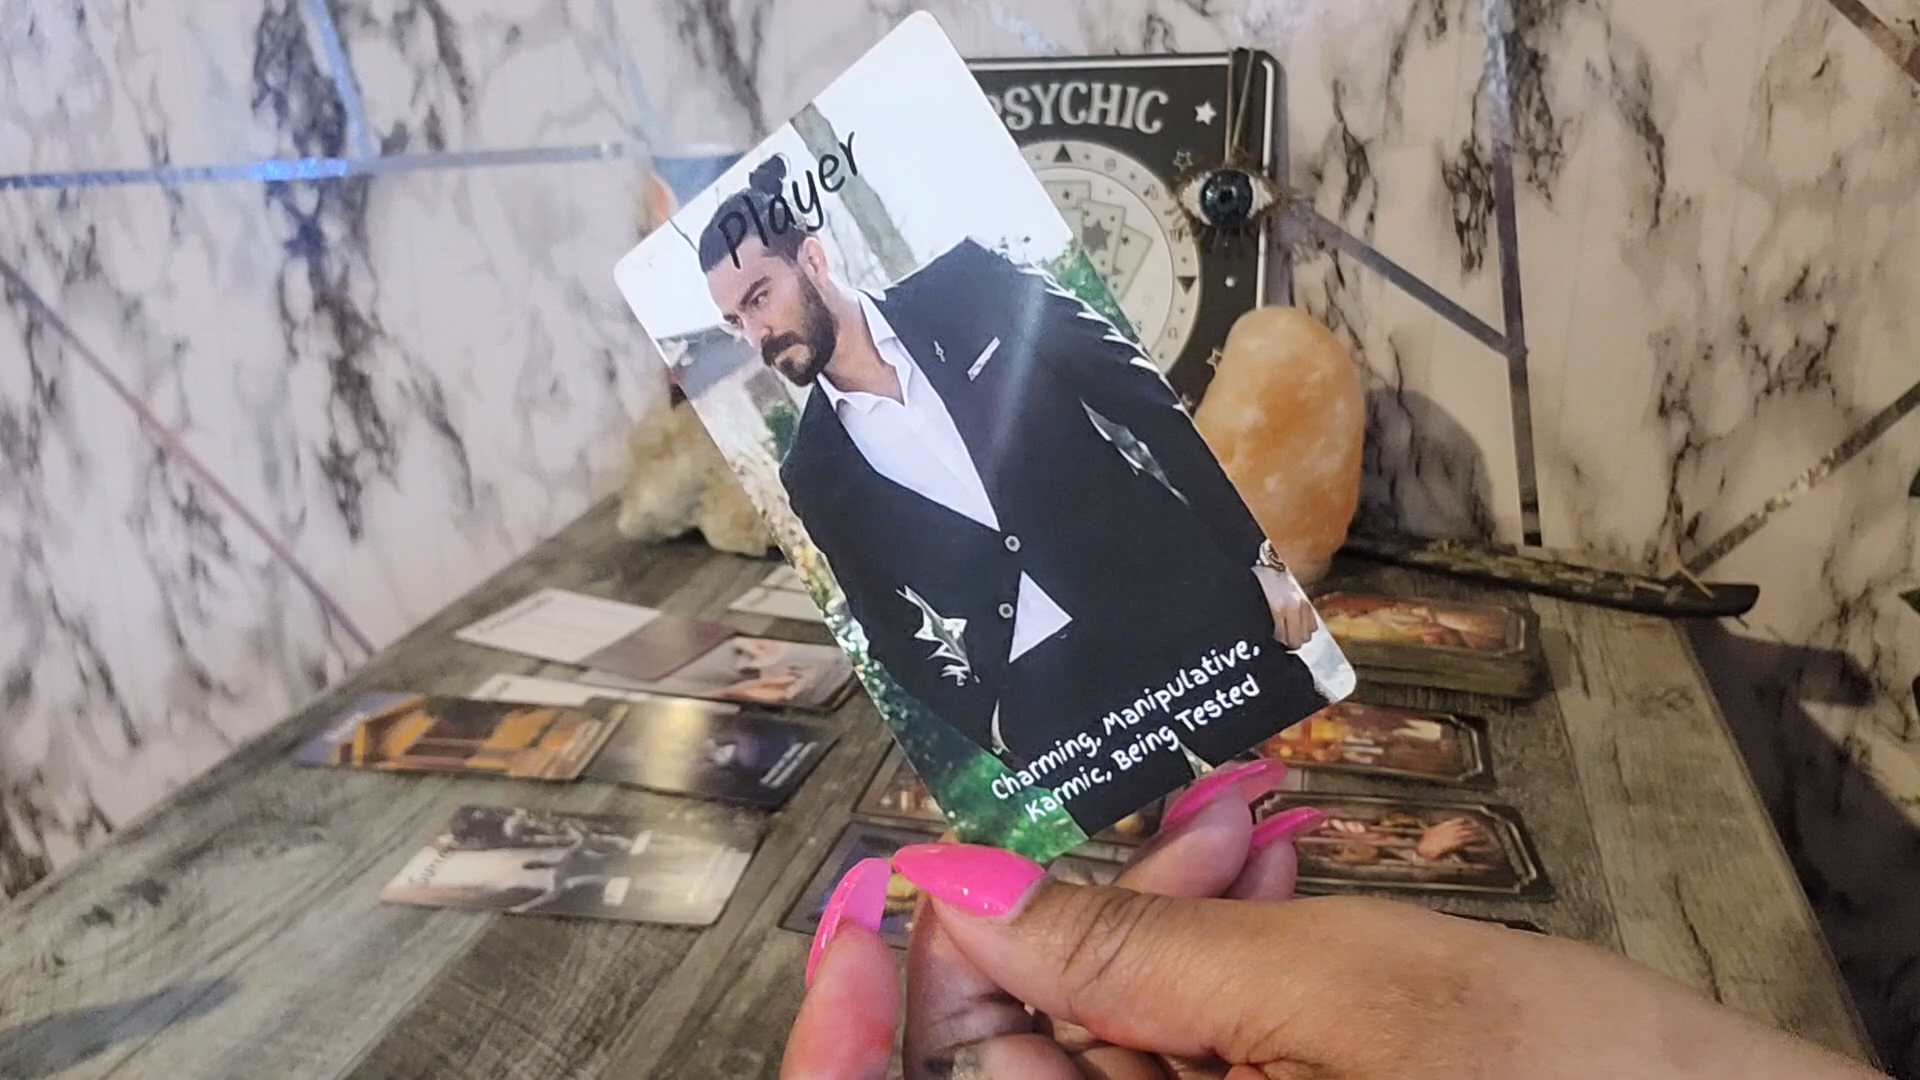 PSYCHIC
Player
Charming, Manipulative,
Karmic, Being Tested